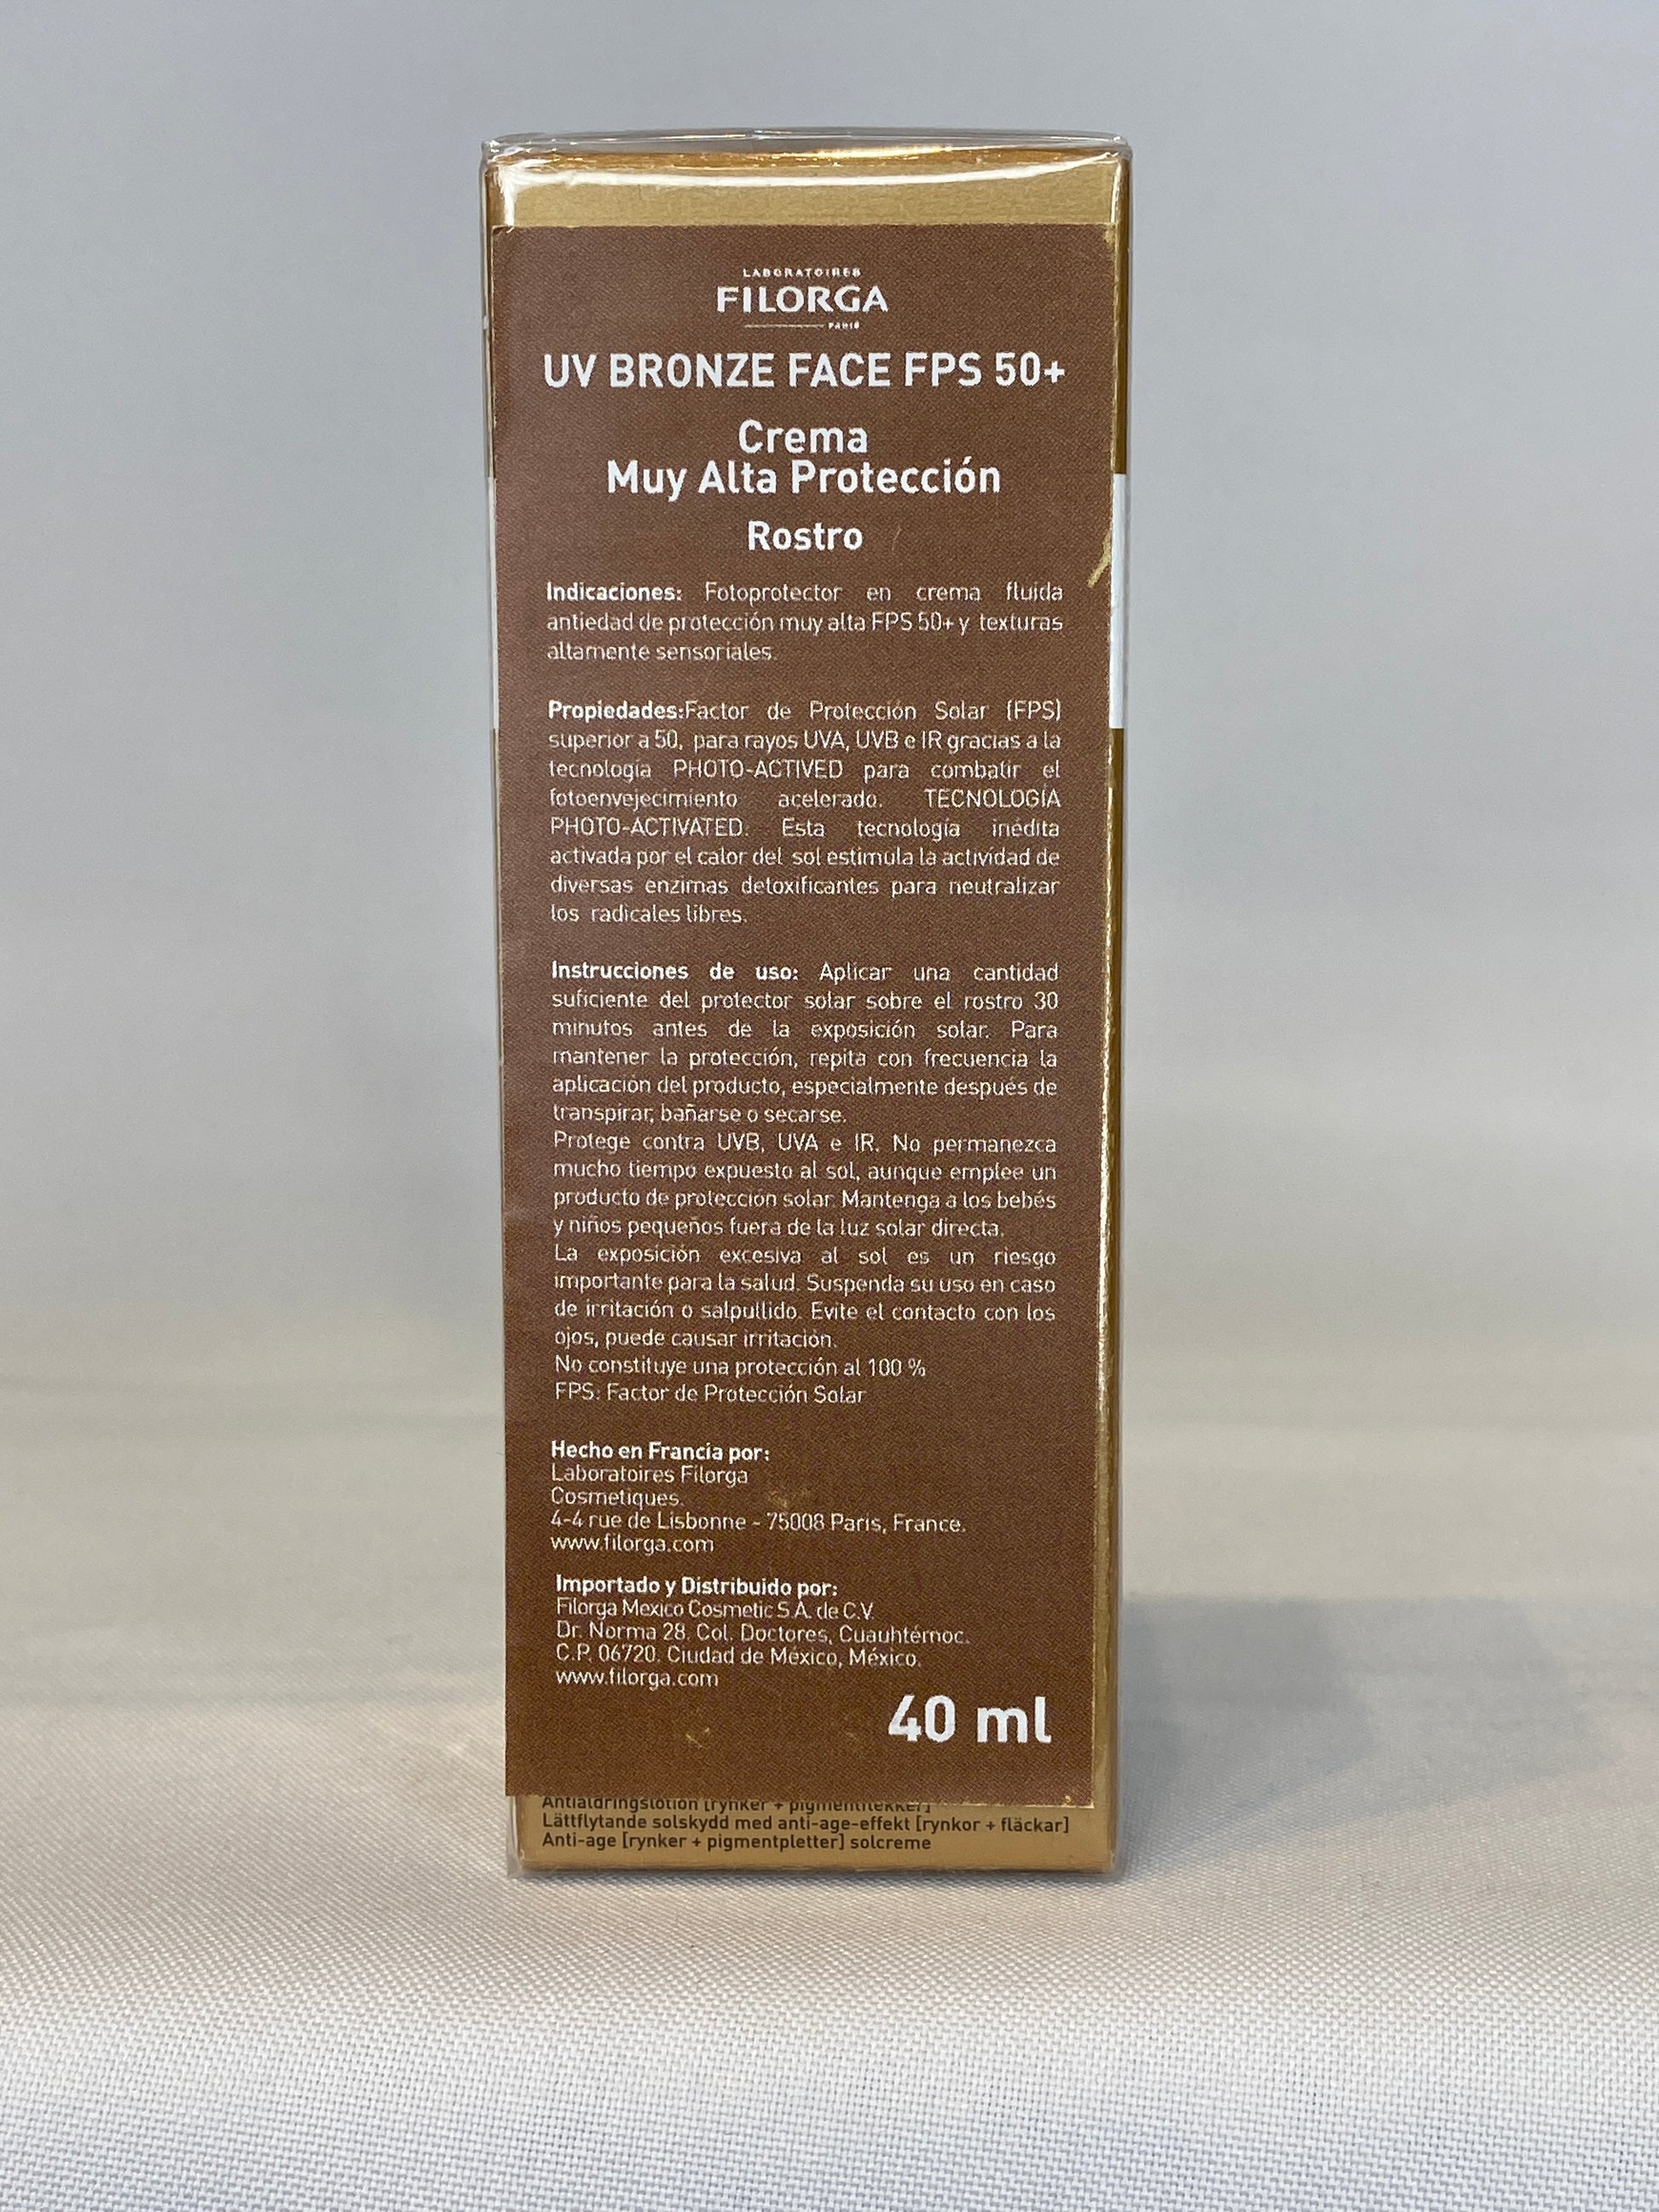 LABORATOIRES
FILORGA
PARIS
UV BRONZE FACE FPS 50+
Crema
Muy Alta Protección
Rostro
Indicaciones: Fotoprotector en crema fluida
antiedad de protección muy alta FPS 50+ y texturas
altamente sensoriales.
Propiedades:Factor de Protección Solar (FPS)
superior a 50, para rayos UVA, UVB e IR gracias a la
tecnología PHOTO-ACTIVED para combatir el
fotoenvejecimiento acelerado. TECNOLOGÍA
PHOTO-ACTIVATED: Esta tecnología inédita
activada por el calor del sol estimula la actividad de
diversas enzimas detoxificantes para neutralizar
los radicales libres.
Instrucciones de uso: Aplicar una cantidad
suficiente del protector solar sobre el rostro 30
minutos antes de la exposición solar. Para
mantener la protección, repita con frecuencia la
aplicación del producto, especialmente después de
transpirar, bañarse o secarse.
Protege contra UVB, UVA e IR. No permanezca
mucho tiempo expuesto al sol, aunque emplee un
producto de protección solar. Mantenga a los bebés
y niños pequeños fuera de la luz solar directa.
La exposición excesiva al sol es un riesgo
importante para la salud. Suspenda su uso en caso
de irritación o salpullido. Evite el contacto con los
ojos, puede causar irritación.
No constituye una protección al 100 %
FPS: Factor de Protección Solar
Hecho en Francia por:
Laboratoires Filorga
Cosmetiques.
4-4 rue de Lisbonne - 75008 Paris, France.
www.filorga.com
Importado y Distribuido por:
Filorga Mexico Cosmetic S.A. de C.V.
Dr. Norma 28. Col. Doctores, Cuauhtémoc.
C.P. 06720. Ciudad de México, México.
www.filorga.com
40 ml
Antialdringslotion [rynker + pigmentflekker]
Lättflytande solskydd med anti-age-effekt [rynkor + fläckar]
Anti-age [rynker + pigmentpletter] solcreme